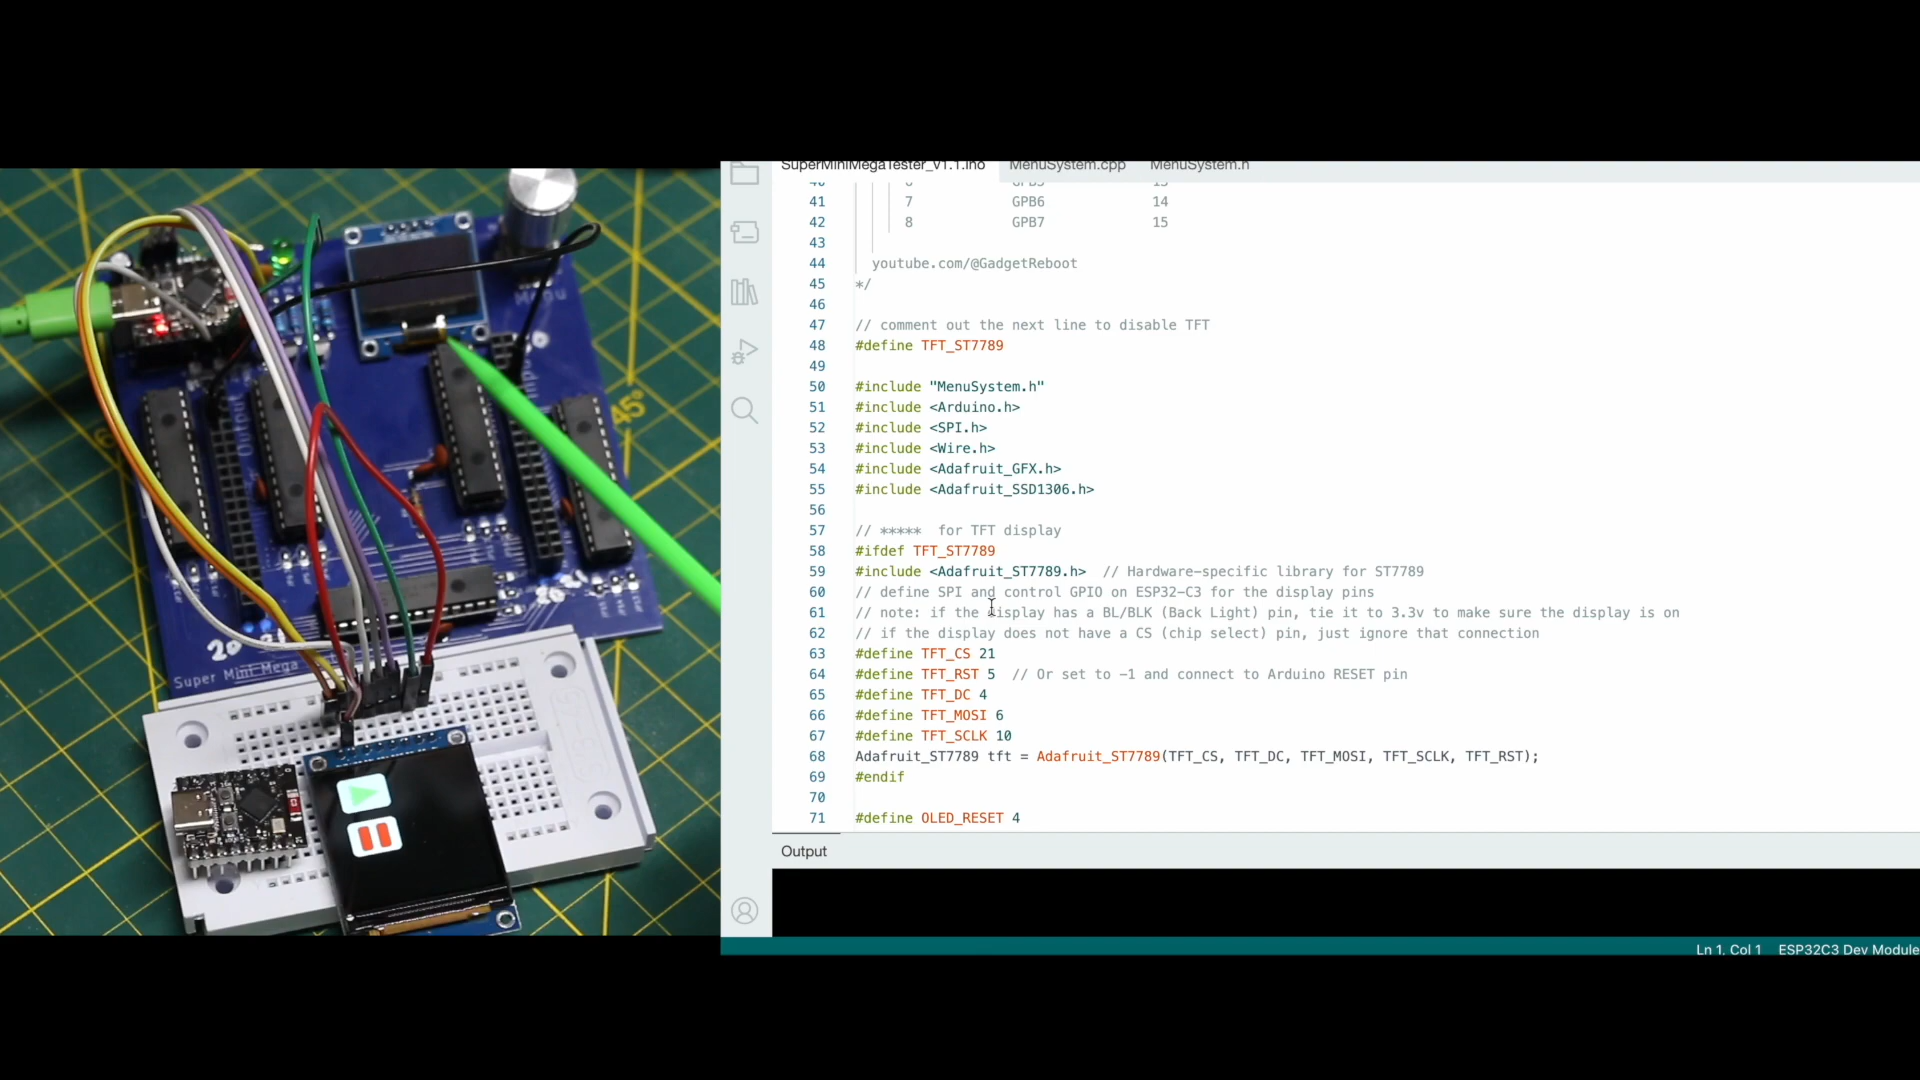 Menu
Output
Input
45°
20
Super Mini Mega
SuperMiniMegaTester_V1.1.ino
MenuSystem.cpp
MenuSystem.h
40 6 GPB5 13
41 7 GPB6 14
42 8 GPB7 15
43
44 youtube.com/@GadgetReboot
45 */
46
47 // comment out the next line to disable TFT
48 #define TFT_ST7789
49
50 #include "MenuSystem.h"
51 #include <Arduino.h>
52 #include <SPI.h>
53 #include <Wire.h>
54 #include <Adafruit_GFX.h>
55 #include <Adafruit_SSD1306.h>
56
57 // ***** for TFT display
58 #ifdef TFT_ST7789
59 #include <Adafruit_ST7789.h> // Hardware-specific library for ST7789
60 // define SPI and control GPIO on ESP32-C3 for the display pins
61 // note: if the display has a BL/BLK (Back Light) pin, tie it to 3.3v to make sure the display is on
62 // if the display does not have a CS (chip select) pin, just ignore that connection
63 #define TFT_CS 21
64 #define TFT_RST 5 // Or set to -1 and connect to Arduino RESET pin
65 #define TFT_DC 4
66 #define TFT_MOSI 6
67 #define TFT_SCLK 10
68 Adafruit_ST7789 tft = Adafruit_ST7789(TFT_CS, TFT_DC, TFT_MOSI, TFT_SCLK, TFT_RST);
69 #endif
70
71 #define OLED_RESET 4
Output
Ln 1, Col 1 ESP32C3 Dev Module